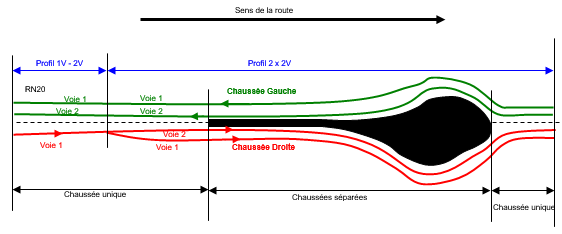 Sens de la route
Profil 1V - 2V
Profil 2 x 2V
RN20
Voie 1
Voie 1
Chaussée Gauche
Voie 2
Voie 2
Voie 1
Voie 2
Voie 1
Chaussée Droite
Chaussée unique
Chaussées séparées
Chaussée unique